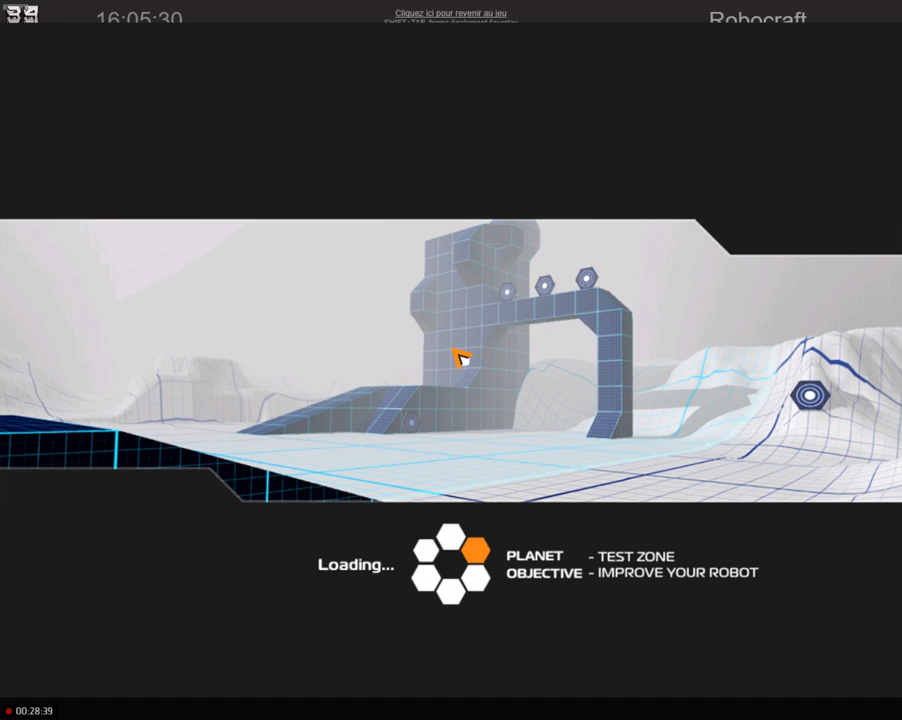 39
16:05:30
Cliquez ici pour revenir au jeu
Robocraft
Loading...
PLANET - TEST ZONE
OBJECTIVE - IMPROVE YOUR ROBOT
00:28:39